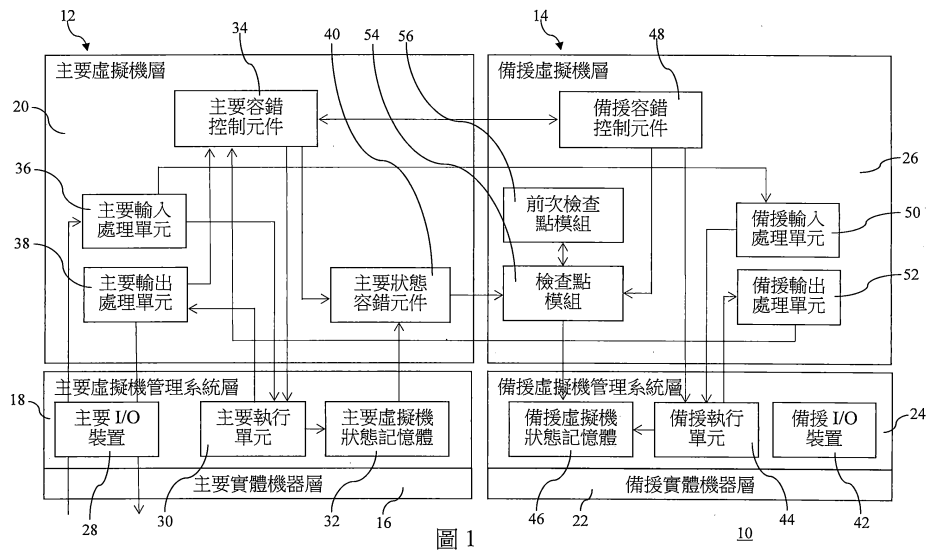 12
34
40
54
56
14
48
主要虛擬機層
主要容錯
控制元件
20
36
主要輸入
處理單元
38
主要輸出
處理單元
主要狀態
容錯元件
備援虛擬機層
備援容錯
控制元件
26
前次檢查
點模組
檢查點
模組
備援輸入
處理單元
50
備援輸出
處理單元
52
主要虛擬機管理系統層
18
主要 I/O
裝置
主要執行
單元
主要虛擬機
狀態記憶體
備援虛擬機管理系統層
備援虛擬機
狀態記憶體
備援執行
單元
備援 I/O
裝置
24
主要實體機器層
備援實體機器層
28
30
32
16
46
22
44
42
10
圖 1